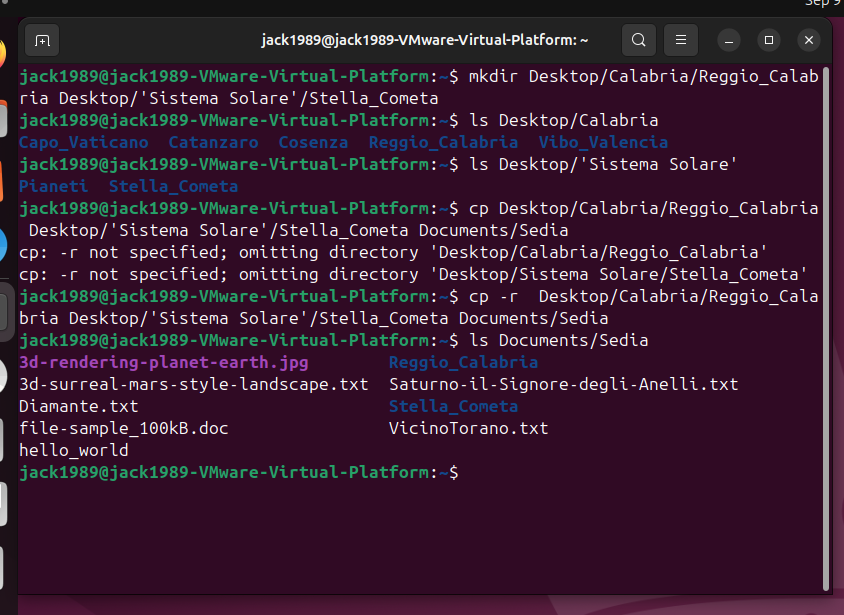 Sep 9
jack1989@jack1989-VMware-Virtual-Platform: ~
jack1989@jack1989-VMware-Virtual-Platform:~$ mkdir Desktop/Calabria/Reggio_Calab
ria Desktop/'Sistema Solare'/Stella_Cometa
jack1989@jack1989-VMware-Virtual-Platform:~$ ls Desktop/Calabria
Capo_Vaticano  Catanzaro  Cosenza  Reggio_Calabria  Vibo_Valencia
jack1989@jack1989-VMware-Virtual-Platform:~$ ls Desktop/'Sistema Solare'
Pianeti  Stella_Cometa
jack1989@jack1989-VMware-Virtual-Platform:~$ cp Desktop/Calabria/Reggio_Calabria
 Desktop/'Sistema Solare'/Stella_Cometa Documents/Sedia
cp: -r not specified; omitting directory 'Desktop/Calabria/Reggio_Calabria'
cp: -r not specified; omitting directory 'Desktop/Sistema Solare/Stella_Cometa'
jack1989@jack1989-VMware-Virtual-Platform:~$ cp -r  Desktop/Calabria/Reggio_Cala
bria Desktop/'Sistema Solare'/Stella_Cometa Documents/Sedia
jack1989@jack1989-VMware-Virtual-Platform:~$ ls Documents/Sedia
3d-rendering-planet-earth.jpg        Reggio_Calabria
3d-surreal-mars-style-landscape.txt  Saturno-il-Signore-degli-Anelli.txt
Diamante.txt                         Stella_Cometa
file-sample_100kB.doc                VicinoTorano.txt
hello_world
jack1989@jack1989-VMware-Virtual-Platform:~$